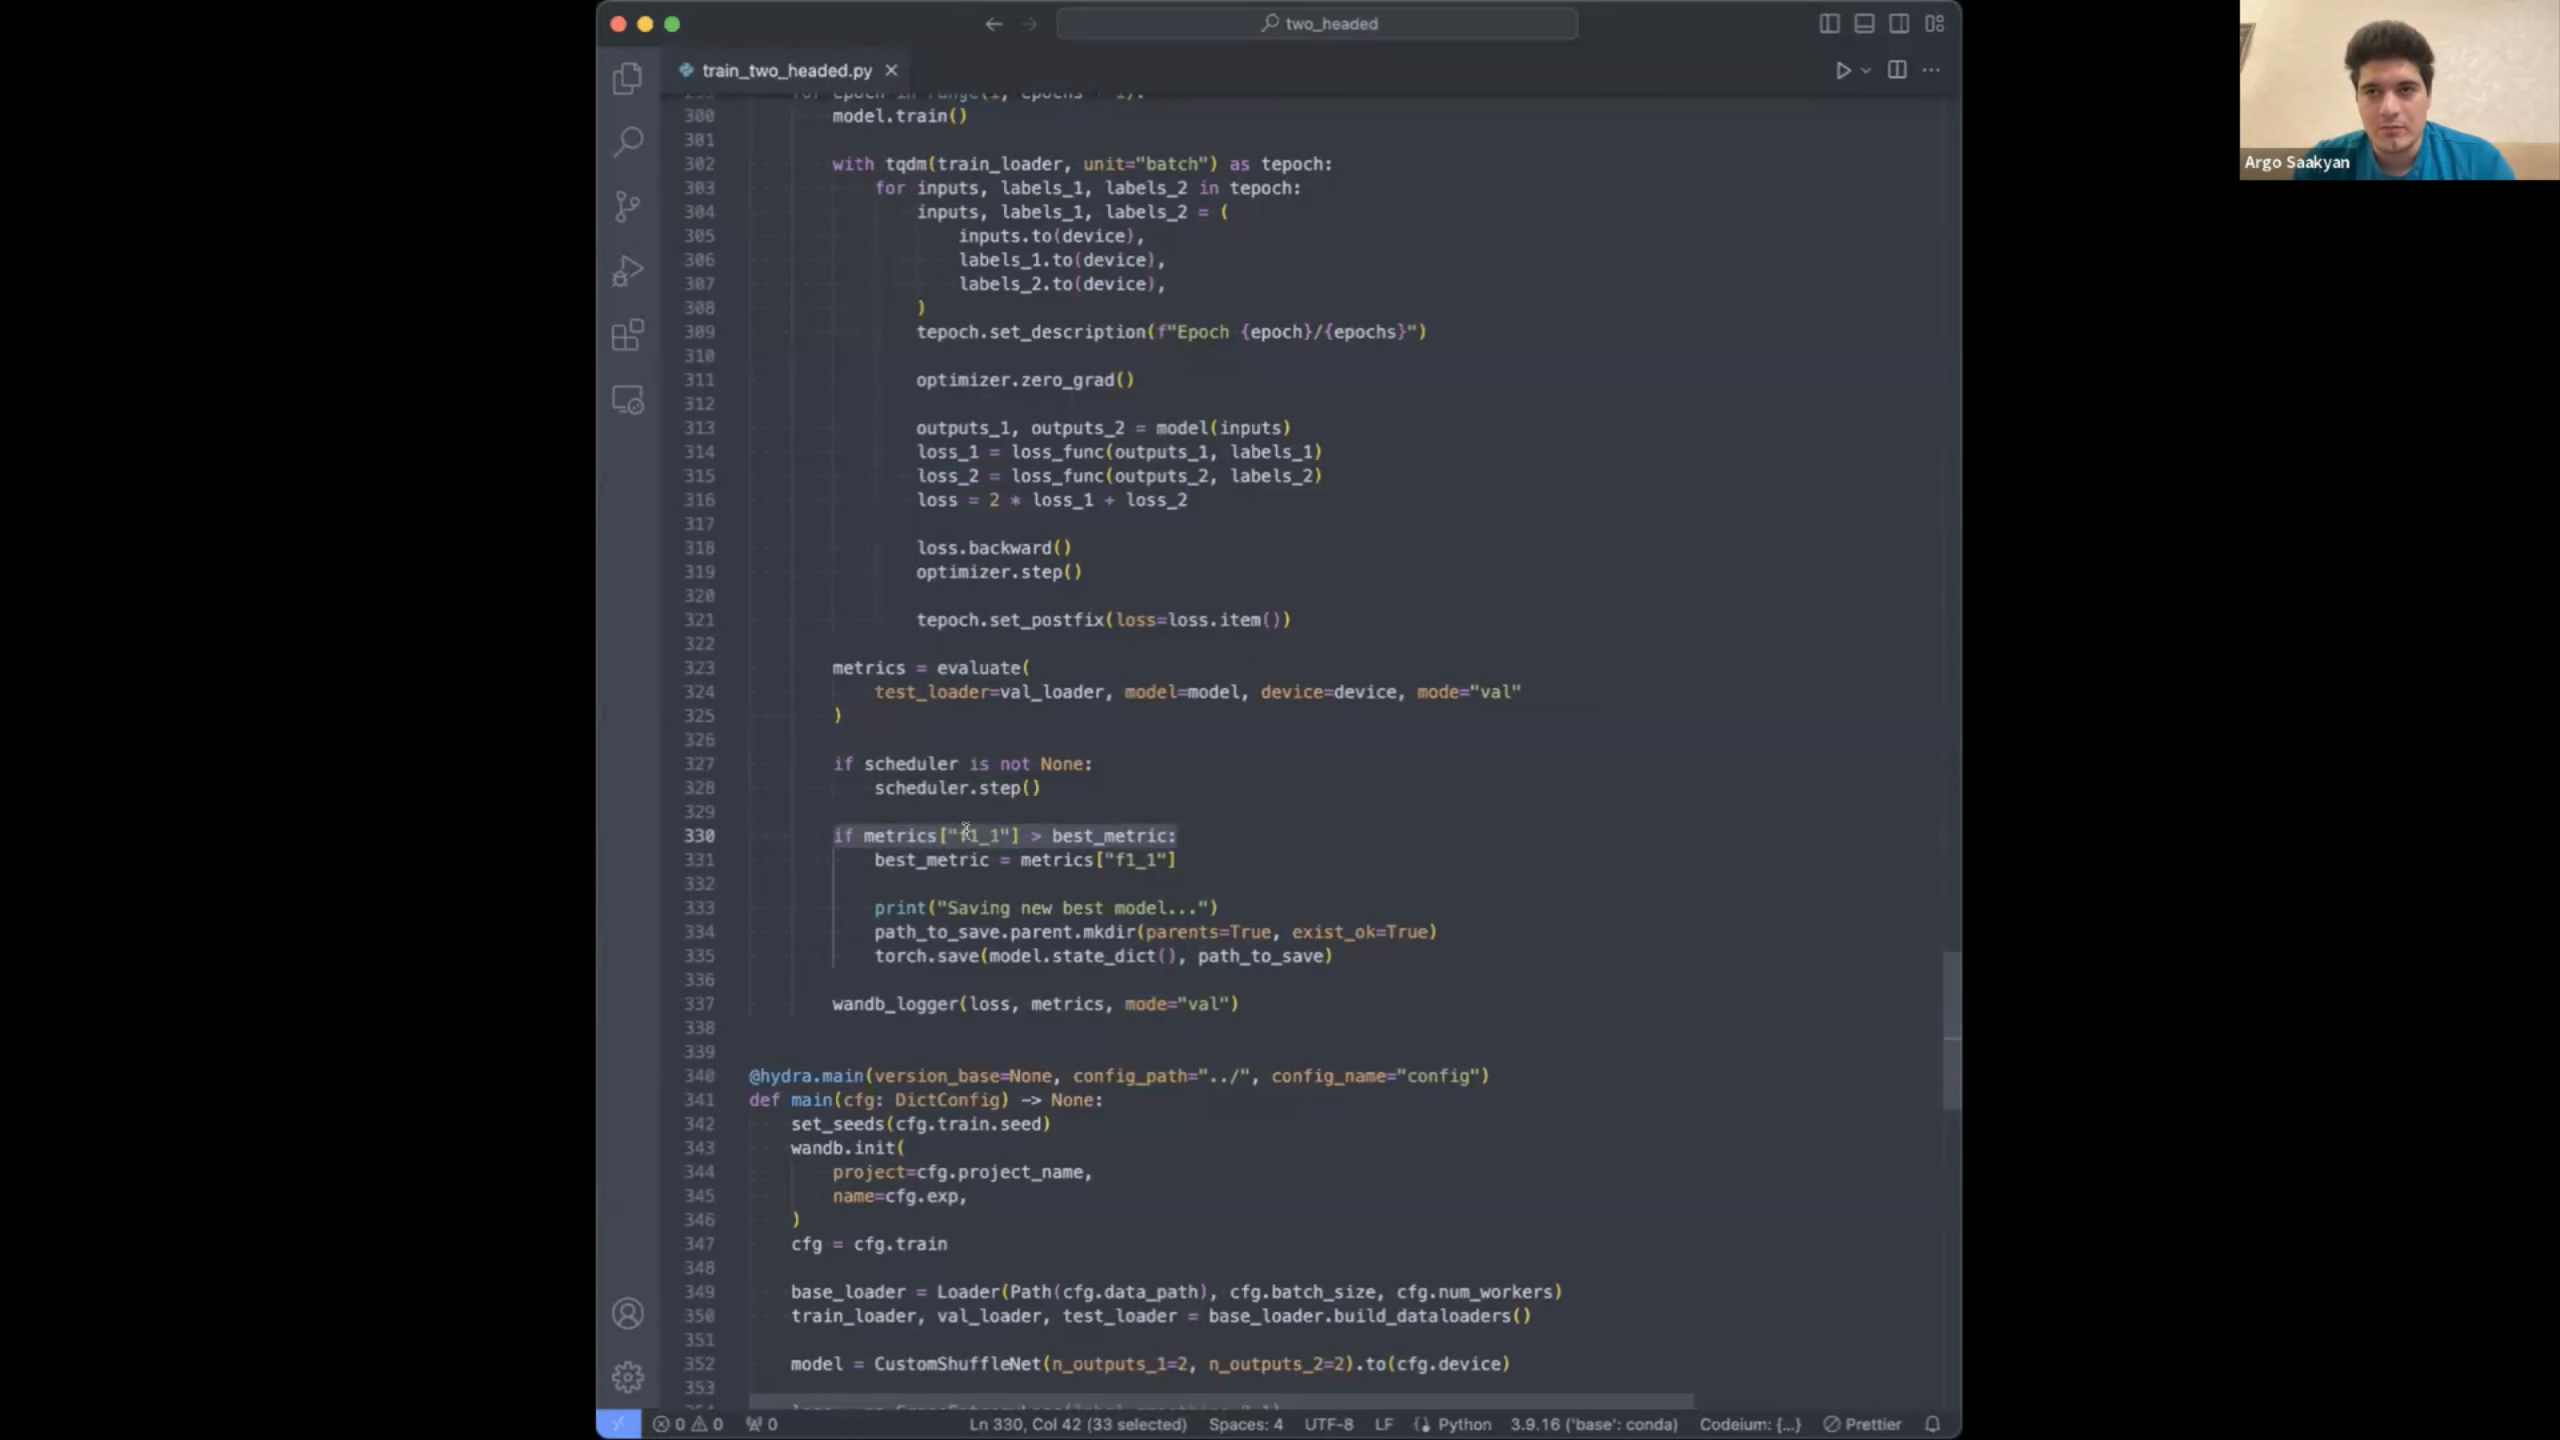 two_headed
train_two_headed.py
Argo Saakyan
for epoch in range(1, epochs + 1):
300 model.train()
301
302 with tqdm(train_loader, unit="batch") as tepoch:
303 for inputs, labels_1, labels_2 in tepoch:
304 inputs, labels_1, labels_2 = (
305 inputs.to(device),
306 labels_1.to(device),
307 labels_2.to(device),
308 )
309 tepoch.set_description(f"Epoch {epoch}/{epochs}")
310
311 optimizer.zero_grad()
312
313 outputs_1, outputs_2 = model(inputs)
314 loss_1 = loss_func(outputs_1, labels_1)
315 loss_2 = loss_func(outputs_2, labels_2)
316 loss = 2 * loss_1 + loss_2
317
318 loss.backward()
319 optimizer.step()
320
321 tepoch.set_postfix(loss=loss.item())
322
323 metrics = evaluate(
324 test_loader=val_loader, model=model, device=device, mode="val"
325 )
326
327 if scheduler is not None:
328 scheduler.step()
329
330 if metrics["f1_1"] > best_metric:
331 best_metric = metrics["f1_1"]
332
333 print("Saving new best model...")
334 path_to_save.parent.mkdir(parents=True, exist_ok=True)
335 torch.save(model.state_dict(), path_to_save)
336
337 wandb_logger(loss, metrics, mode="val")
338
339
340 @hydra.main(version_base=None, config_path="../", config_name="config")
341 def main(cfg: DictConfig) -> None:
342 set_seeds(cfg.train.seed)
343 wandb.init(
344 project=cfg.project_name,
345 name=cfg.exp,
346 )
347 cfg = cfg.train
348
349 base_loader = Loader(Path(cfg.data_path), cfg.batch_size, cfg.num_workers)
350 train_loader, val_loader, test_loader = base_loader.build_dataloaders()
351
352 model = CustomShuffleNet(n_outputs_1=2, n_outputs_2=2).to(cfg.device)
353
0 0 0 Ln 330, Col 42 (33 selected) Spaces: 4 UTF-8 LF Python 3.9.16 ('base': conda) Codeium: {...} Prettier